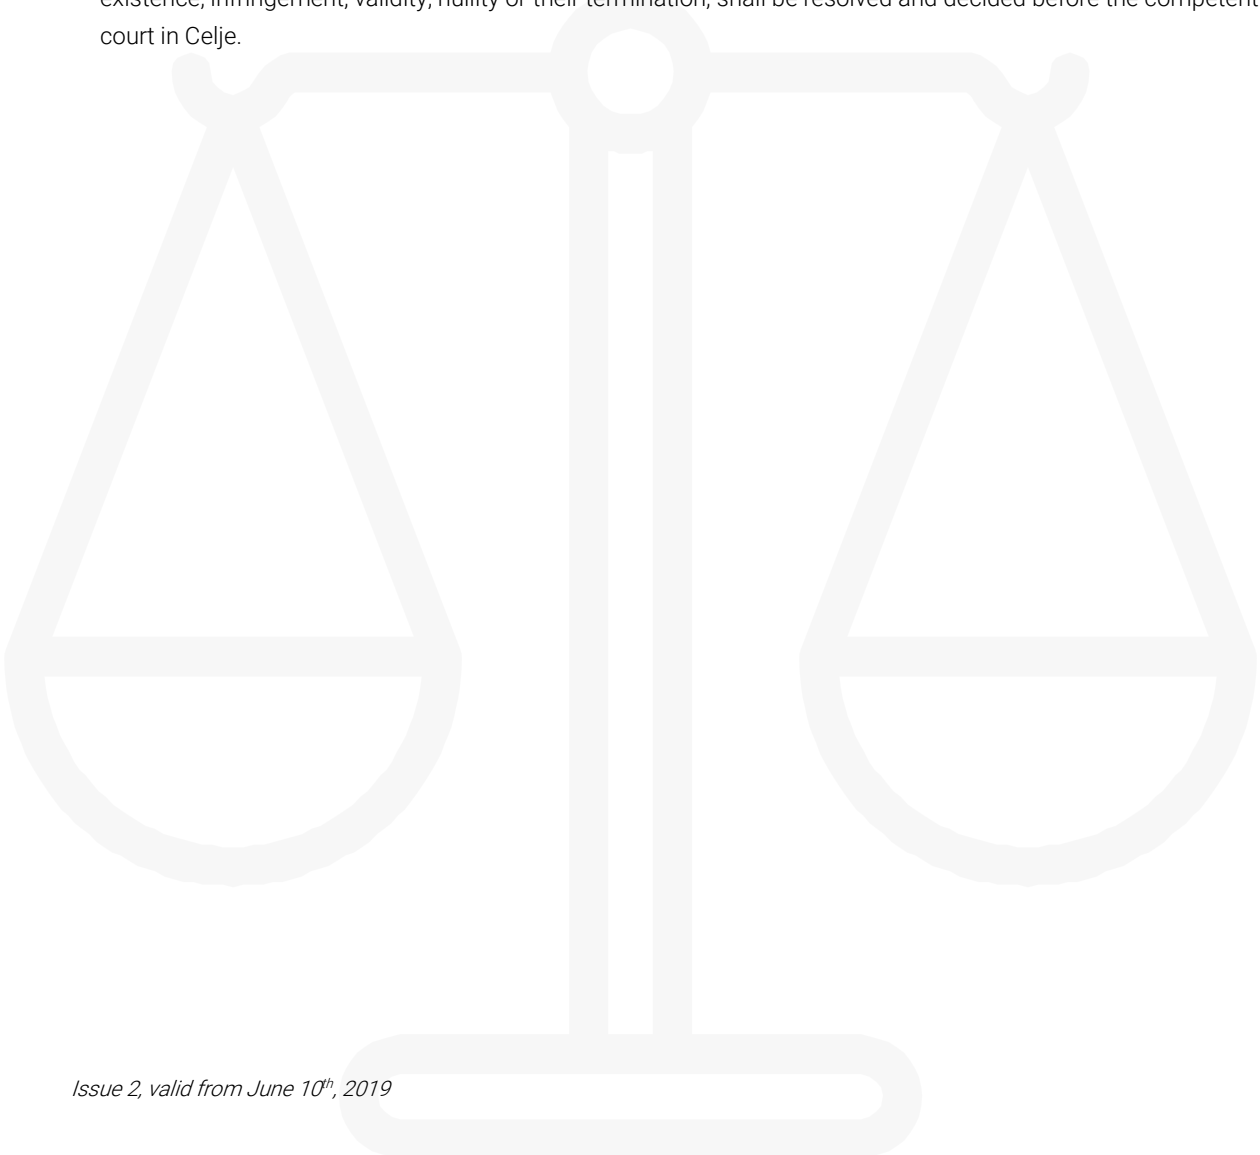 existence, infringement, validity, nullity or their termination, shall be resolved and decided before the competent
court in Celje.
Issue 2, valid from June 10th, 2019